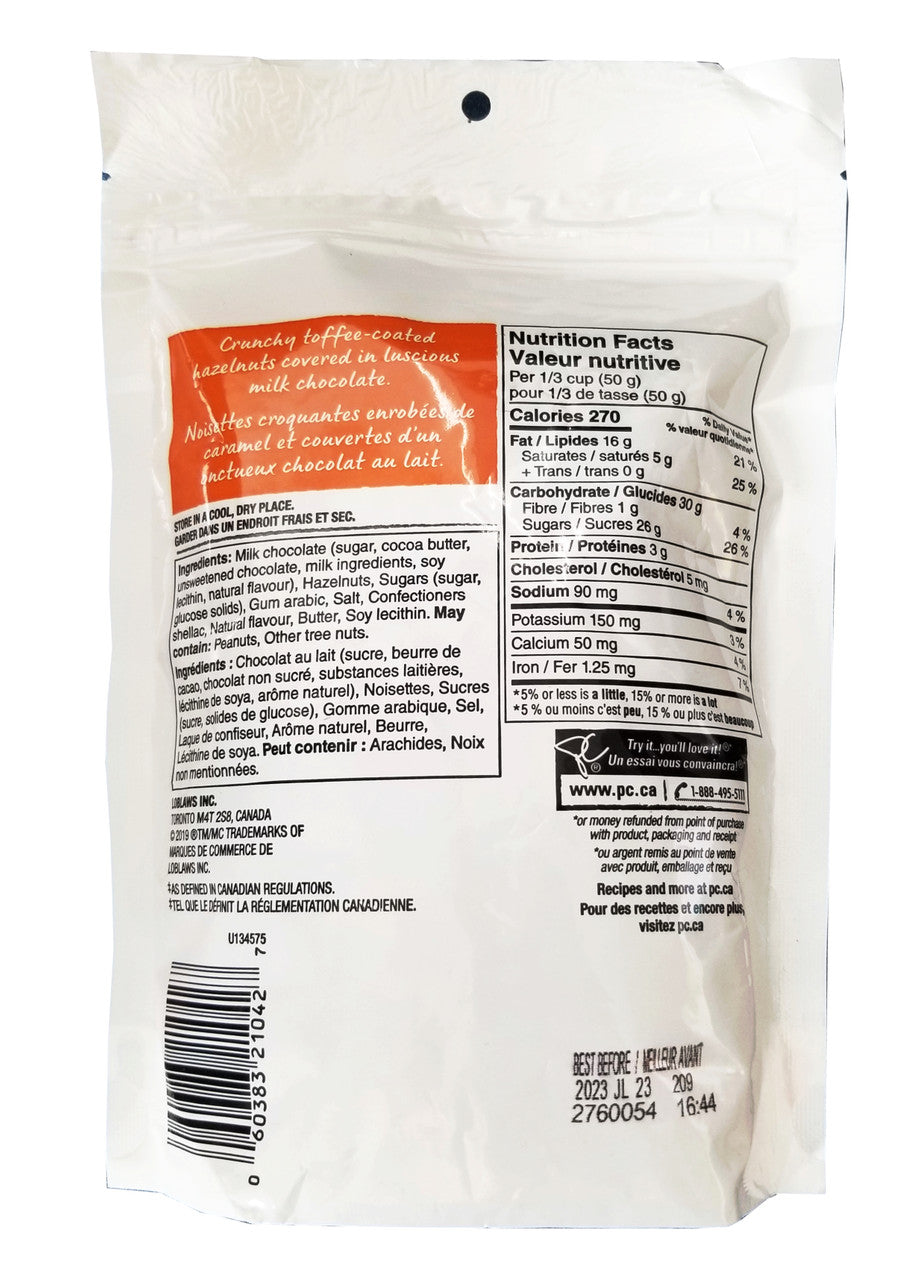 Crunchy toffee-coated
hazelnuts covered in luscious
milk chocolate.
Noisettes croquantes enrobées de
caramel et couvertes d'un
onctueux chocolat au lait.
STORE IN A COOL, DRY PLACE.
GARDER DANS UN ENDROIT FRAIS ET SEC.
Ingredients: Milk chocolate (sugar, cocoa butter,
unsweetened chocolate, milk ingredients, soy
lecithin, natural flavour), Hazelnuts, Sugars (sugar,
glucose solids), Gum arabic, Salt, Confectioners
shellac, Natural flavour, Butter, Soy lecithin. May
contain: Peanuts, Other tree nuts.
Ingrédients : Chocolat au lait (sucre, beurre de
cacao, chocolat non sucré, substances laitières,
lécithine de soya, arôme naturel), Noisettes, Sucres
(sucre, solides de glucose), Gomme arabique, Sel,
Laque de confiseur, Arôme naturel, Beurre,
Lécithine de soya. Peut contenir : Arachides, Noix
non mentionnées.
LOBLAWS INC.
TORONTO M4T 2S8, CANADA
© 2019 ®TM/MC TRADEMARKS OF
MARQUES DE COMMERCE DE
LOBLAWS INC.
‡AS DEFINED IN CANADIAN REGULATIONS.
‡TEL QUE LE DÉFINIT LA RÉGLEMENTATION CANADIENNE.
U134575
0 60383 21042 7
Nutrition Facts
Valeur nutritive
Per 1/3 cup (50 g)
pour 1/3 de tasse (50 g)
Calories 270
% Daily Value*
% valeur quotidienne*
Fat / Lipides 16 g 21 %
Saturates / saturés 5 g
+ Trans / trans 0 g 25 %
Carbohydrate / Glucides 30 g
Fibre / Fibres 1 g 4 %
Sugars / Sucres 26 g 26 %
Protein / Protéines 3 g
Cholesterol / Cholestérol 5 mg
Sodium 90 mg 4 %
Potassium 150 mg 3 %
Calcium 50 mg 4 %
Iron / Fer 1.25 mg 7 %
*5% or less is a little, 15% or more is a lot
*5 % ou moins c'est peu, 15 % ou plus c'est beaucoup
PC®
Try it...you'll love it!®*
Un essai vous convaincra!®*
www.pc.ca 1-888-495-5111
*or money refunded from point of purchase
with product, packaging and receipt
*ou argent remis au point de vente
avec produit, emballage et reçu
Recipes and more at pc.ca
Pour des recettes et encore plus,
visitez pc.ca
BEST BEFORE / MEILLEUR AVANT
2023 JL 23 209
2760054 16:44